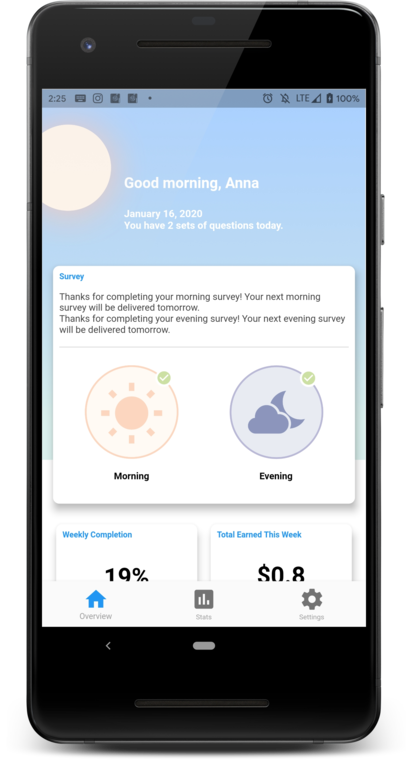 2:25
LTE
100%
Good morning, Anna
January 16, 2020
You have 2 sets of questions today.
Survey
Thanks for completing your morning survey! Your next morning
survey will be delivered tomorrow.
Thanks for completing your evening survey! Your next evening survey
will be delivered tomorrow.
Morning
Evening
Weekly Completion
Total Earned This Week
19%
$0.8
Overview
Stats
Settings